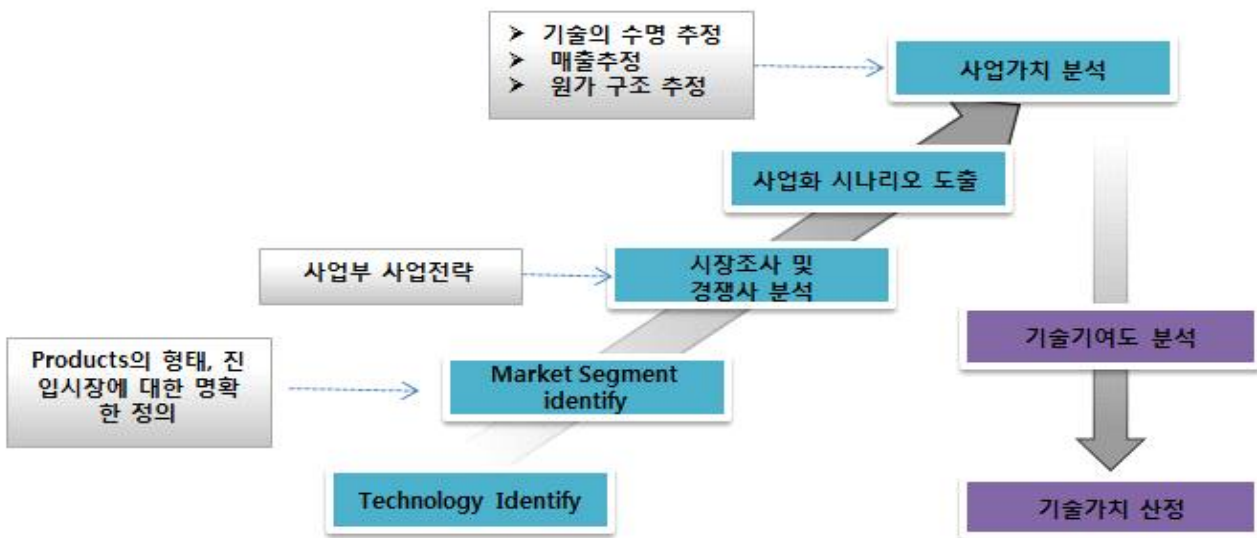 ➢ 기술의 수명 추정
➢ 매출추정
➢ 원가 구조 추정
사업가치 분석
사업화 시나리오 도출
사업부 사업전략
시장조사 및
경쟁사 분석
기술기여도 분석
Products의 형태, 진
입시장에 대한 명확
한 정의
Market Segment
identify
Technology Identify
기술가치 산정